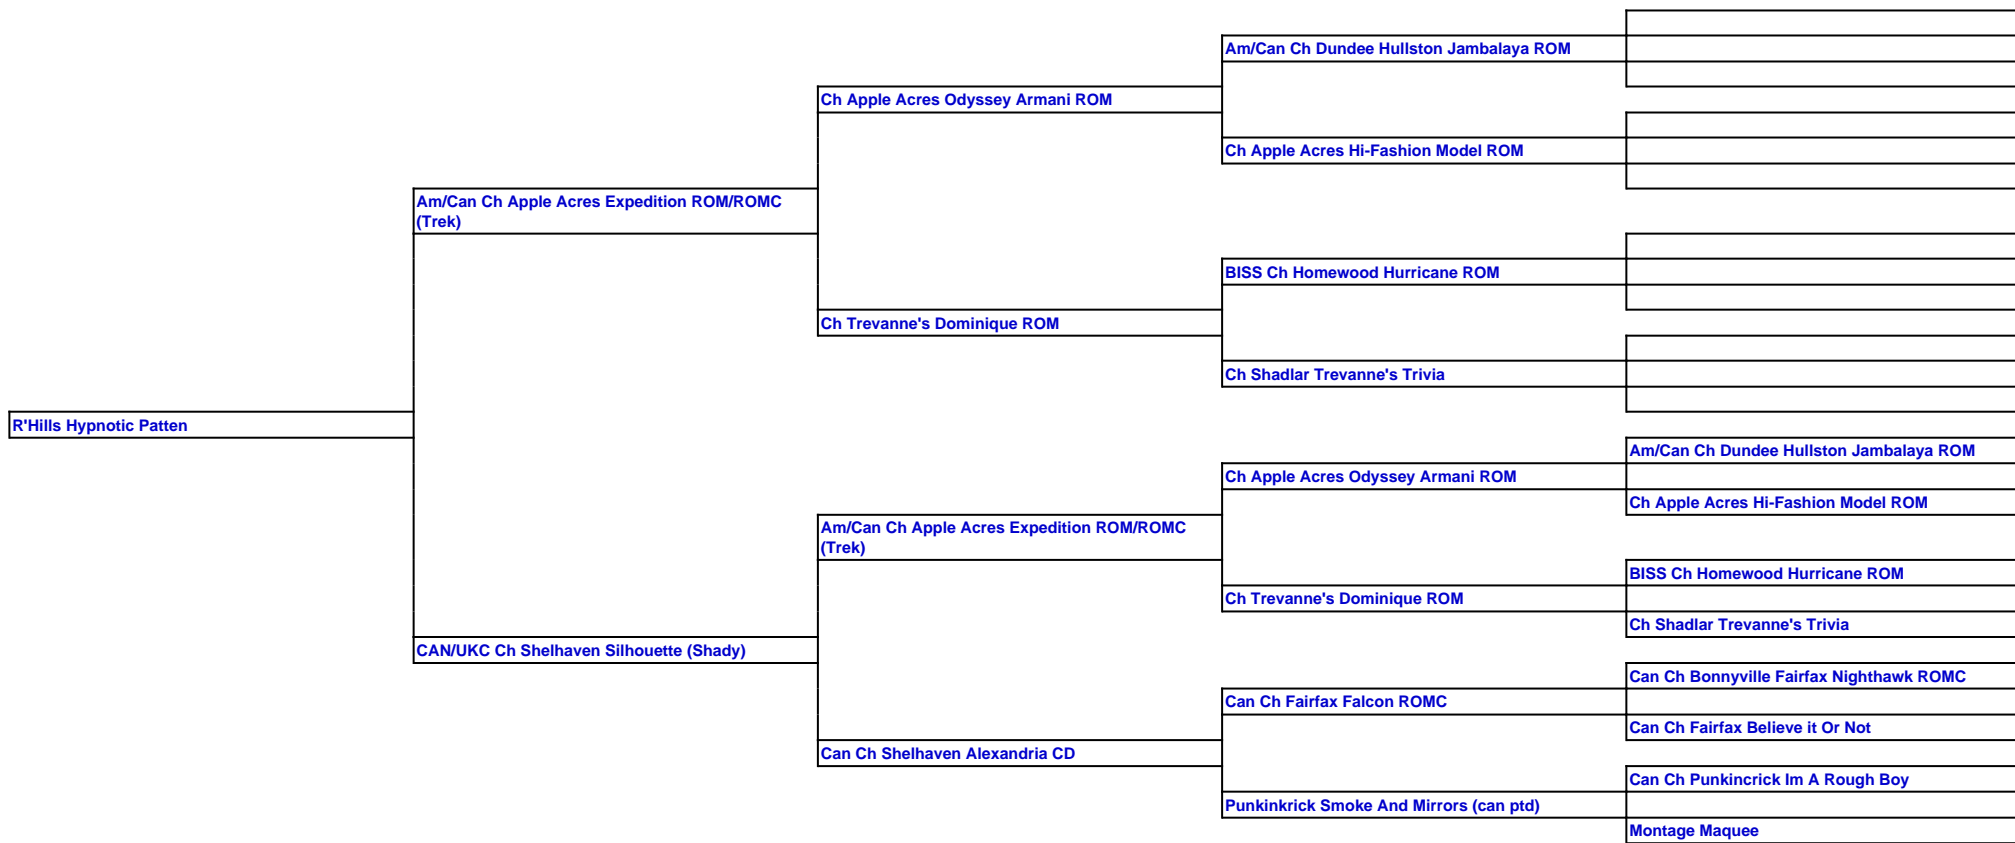 Am/Can Ch Dundee Hullston Jambalaya ROM
Ch Apple Acres Odyssey Armani ROM
Ch Apple Acres Hi-Fashion Model ROM
Am/Can Ch Apple Acres Expedition ROM/ROMC
(Trek)
BISS Ch Homewood Hurricane ROM
Ch Trevanne's Dominique ROM
Ch Shadlar Trevanne's Trivia
R'Hills Hypnotic Patten
Am/Can Ch Dundee Hullston Jambalaya ROM
Ch Apple Acres Odyssey Armani ROM
Ch Apple Acres Hi-Fashion Model ROM
Am/Can Ch Apple Acres Expedition ROM/ROMC
(Trek)
BISS Ch Homewood Hurricane ROM
Ch Trevanne's Dominique ROM
Ch Shadlar Trevanne's Trivia
CAN/UKC Ch Shelhaven Silhouette (Shady)
Can Ch Bonnyville Fairfax Nighthawk ROMC
Can Ch Fairfax Falcon ROMC
Can Ch Fairfax Believe it Or Not
Can Ch Shelhaven Alexandria CD
Can Ch Punkincrick Im A Rough Boy
Punkinkrick Smoke And Mirrors (can ptd)
Montage Maquee